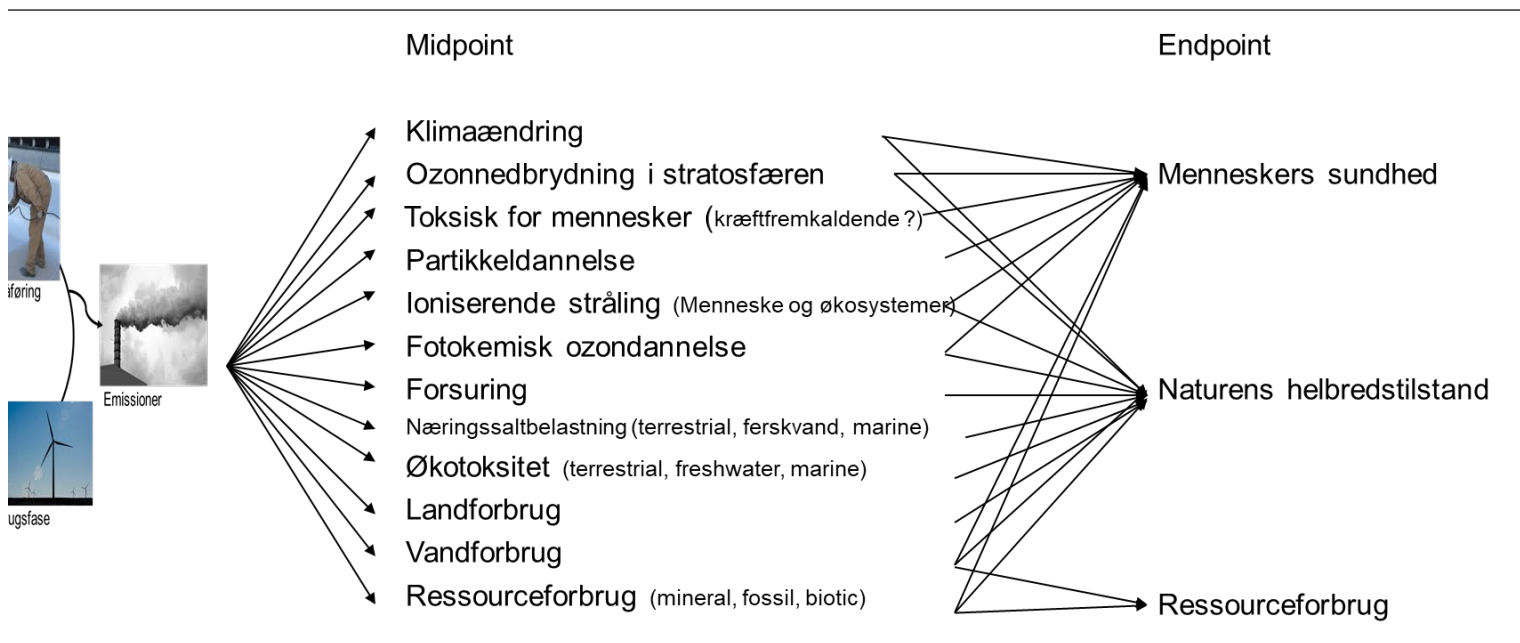 Midpoint
Endpoint
Klimaændring
Ozonnedbrydning i stratosfæren
Toksisk for mennesker (kræftfremkaldende?)
Partikkeldannelse
Ioniserende stråling (Menneske og økosystemer)
Fotokemisk ozondannelse
Forsuring
Næringssaltbelastning (terrestrial, ferskvand, marine)
Økotoksitet (terrestrial, freshwater, marine)
Landforbrug
Vandforbrug
Ressourceforbrug (mineral, fossil, biotic)
Menneskers sundhed
Naturens helbredstilstand
Ressourceforbrug
Emissioner
ugsfase